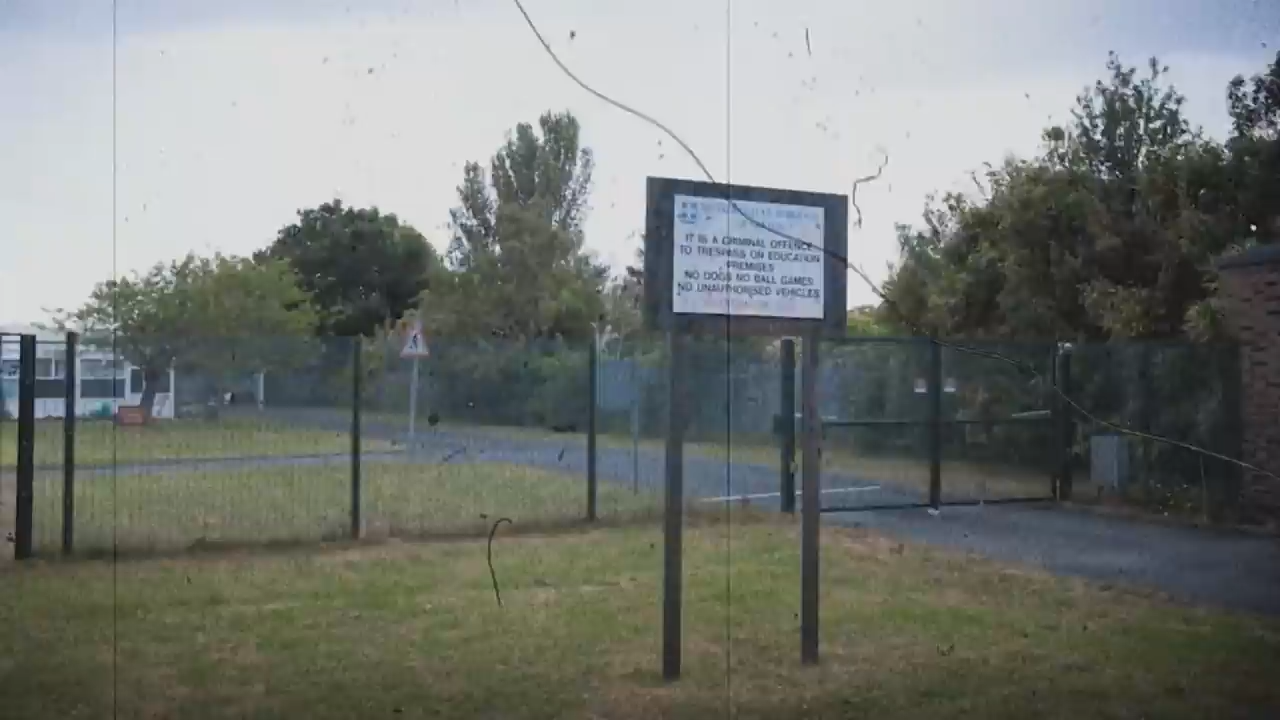 IT IS A CRIMINAL OFFENCE
TO TRESPASS ON EDUCATION
PREMISES
NO DOGS NO BALL GAMES
NO UNAUTHORISED VEHICLES